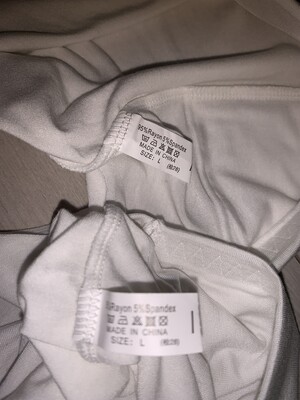 95%Rayon 5%Spandex
MADE IN CHINA
SIZE: L
Rayon 5%Spandex
MADE IN CHINA
SIZE: L